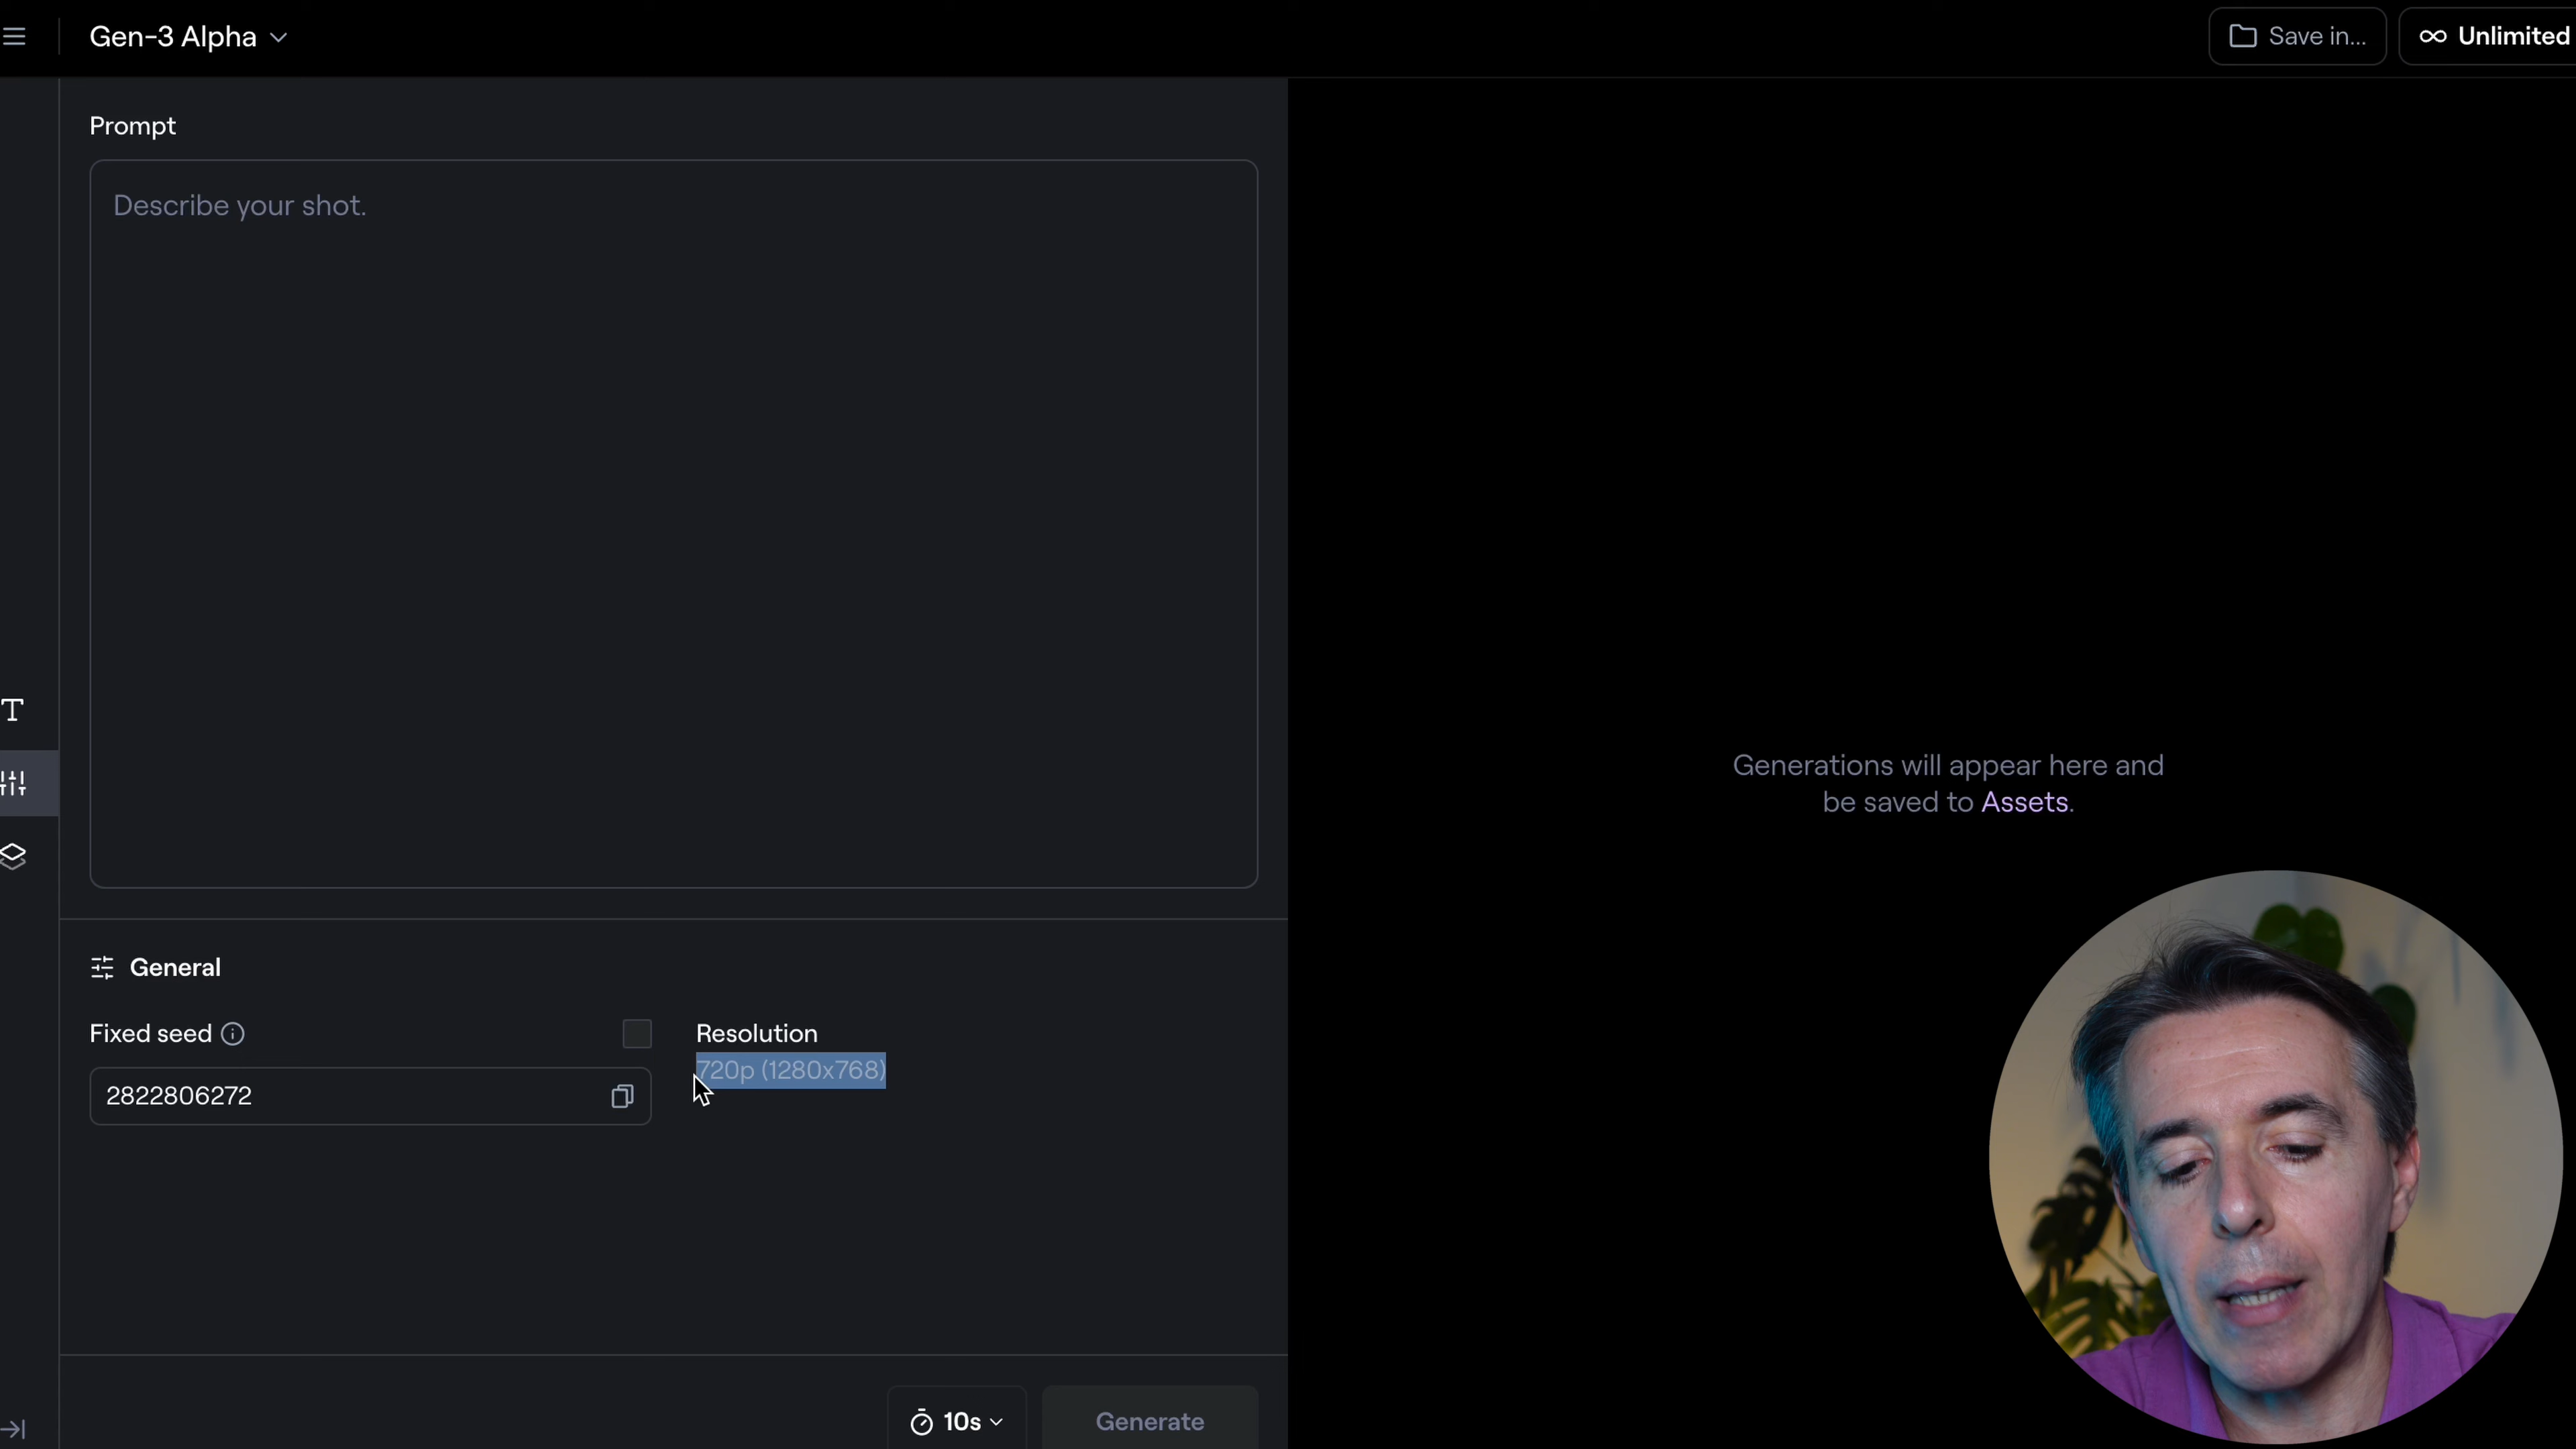 Gen-3 Alpha
Save in...
Unlimited
Prompt
Describe your shot.
Generations will appear here and
be saved to Assets.
General
Fixed seed
Resolution
720p (1280x768)
2822806272
10s
Generate